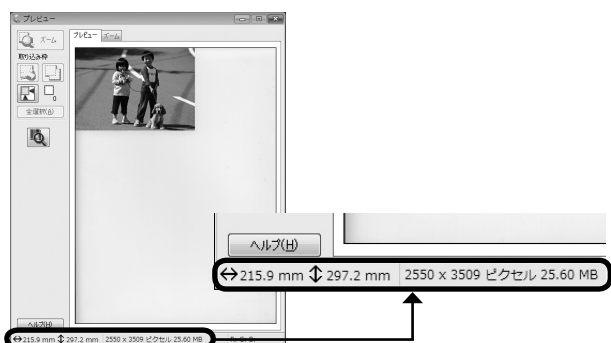 プレビュー
ズーム
プレビュー ズーム
取り込み枠
0
全選択(A)
ヘルプ(H)
215.9 mm 297.2 mm 2550 x 3509 ピクセル 25.60 MB
R: G: B:
ヘルプ(H)
215.9 mm 297.2 mm 2550 x 3509 ピクセル 25.60 MB